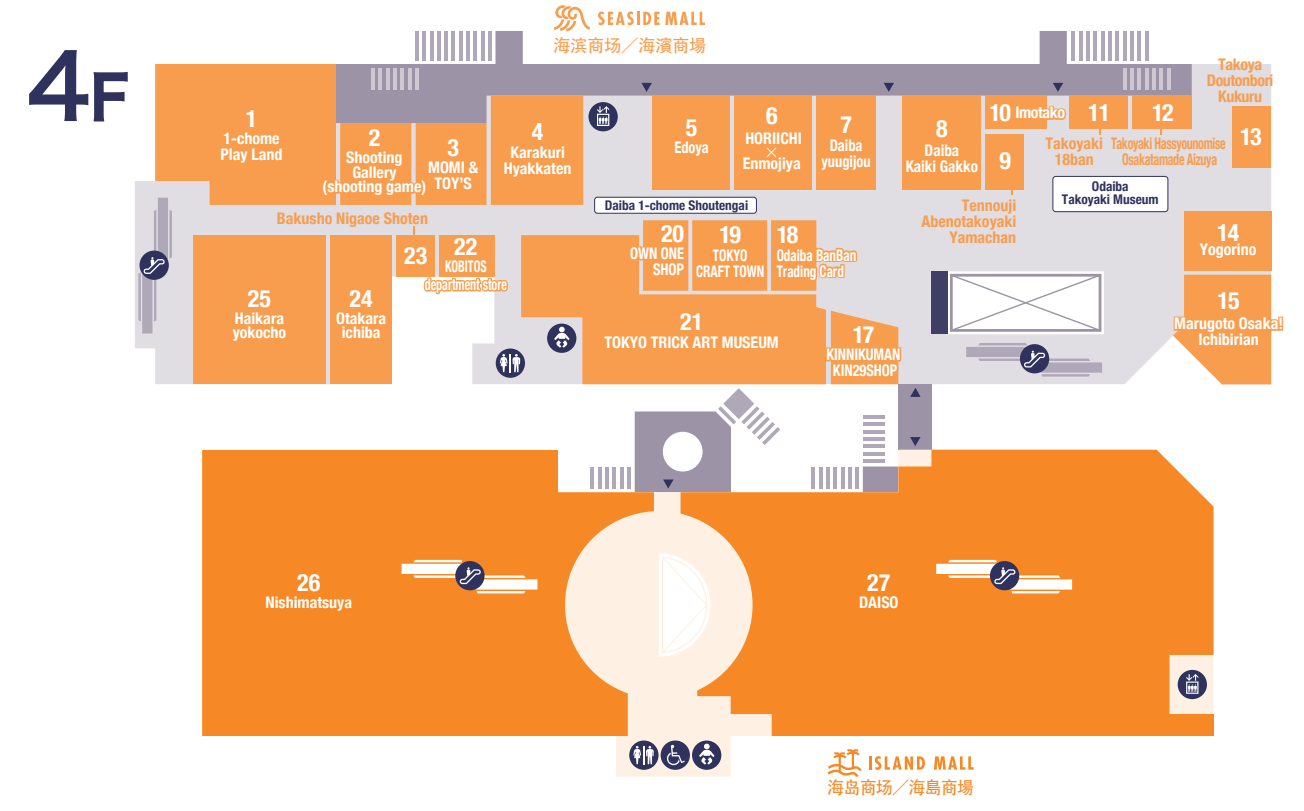 SEASIDE MALL
海滨商场／海濱商場
4F
1
1-chome
Play Land
2
Shooting
Gallery
(shooting game)
3
MOMI &
TOY'S
4
Karakuri
Hyakkaten
5
Edoya
6
HORIICHI
×
Enmojiya
7
Daiba
yuugijou
8
Daiba
Kaiki Gakko
10 Imotako
9
Tennouji
Abenotakoyaki
Yamachan
11
Takoyaki
18ban
12
Takoyaki Hassyounomise
Osakatamade Aizuya
Takoya
Doutonbori
Kukuru
13
Daiba 1-chome Shoutengai
Odaiba
Takoyaki Museum
14
Yogorino
15
Marugoto Osaka!
Ichibirian
Bakusho Nigaoe Shoten
23
22
KOBITOS
department store
25
Haikara
yokocho
24
Otakara
ichiba
20
OWN ONE
SHOP
19
TOKYO
CRAFT TOWN
18
Odaiba BanBan
Trading Card
21
TOKYO TRICK ART MUSEUM
17
KINNIKUMAN
KIN29SHOP
26
Nishimatsuya
27
DAISO
ISLAND MALL
海岛商场／海島商場